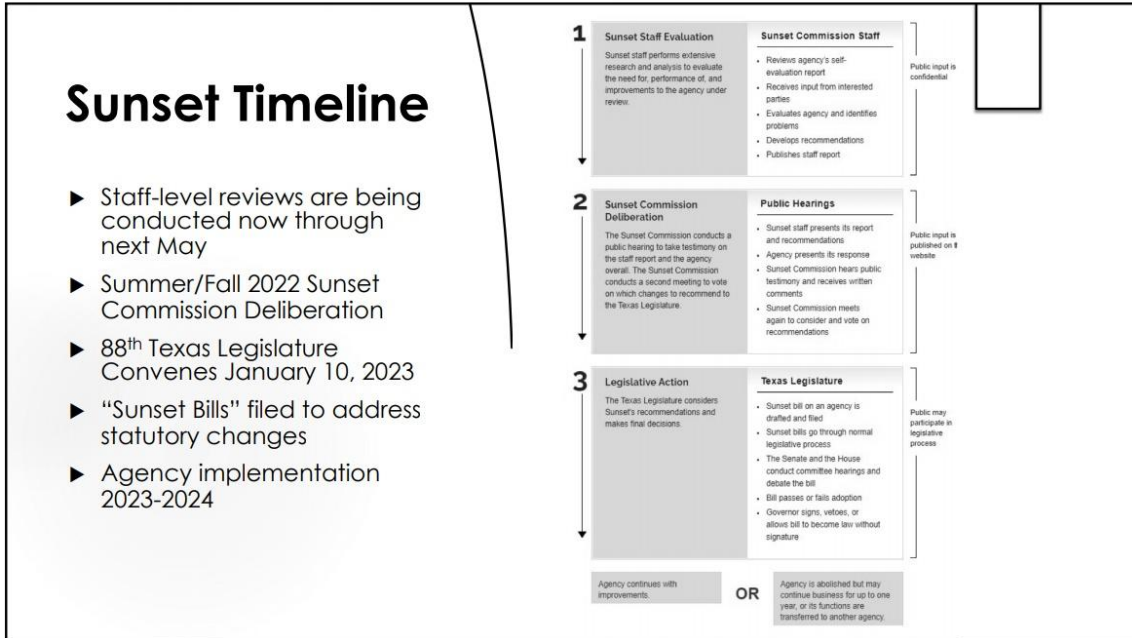 Sunset Timeline
▶ Staff-level reviews are being
conducted now through
next May
▶ Summer/Fall 2022 Sunset
Commission Deliberation
▶ 88th Texas Legislature
Convenes January 10, 2023
▶ “Sunset Bills” filed to address
statutory changes
▶ Agency implementation
2023-2024
1
Sunset Staff Evaluation
Sunset staff performs extensive
research and analysis to evaluate
the need for, performance of, and
improvements to the agency under
review.
Sunset Commission Staff
• Reviews agency's self-
evaluation report
• Receives input from interested
parties
• Evaluates agency and identifies
problems
• Develops recommendations
• Publishes staff report
Public input is
confidential
2
Sunset Commission
Deliberation
The Sunset Commission conducts a
public hearing to take testimony on
the staff report and the agency
overall. The Sunset Commission
conducts a second meeting to vote
on which changes to recommend to
the Texas Legislature.
Public Hearings
• Sunset staff presents its report
and recommendations
• Agency presents its response
• Sunset Commission hears public
testimony and receives written
comments
• Sunset Commission meets
again to consider and vote on
recommendations
Public input is
published on
website
3
Legislative Action
The Texas Legislature considers
Sunset's recommendations and
makes final decisions.
Texas Legislature
• Sunset bill on an agency is
drafted and filed
• Sunset bills go through normal
legislative process
• The Senate and the House
conduct committee hearings and
debate the bill
• Bill passes or fails adoption
• Governor signs, vetoes, or
allows bill to become law without
signature
Public may
participate in
legislative
process
Agency continues with
improvements.
OR
Agency is abolished but may
continue business for up to one
year, or its functions are
transferred to another agency.